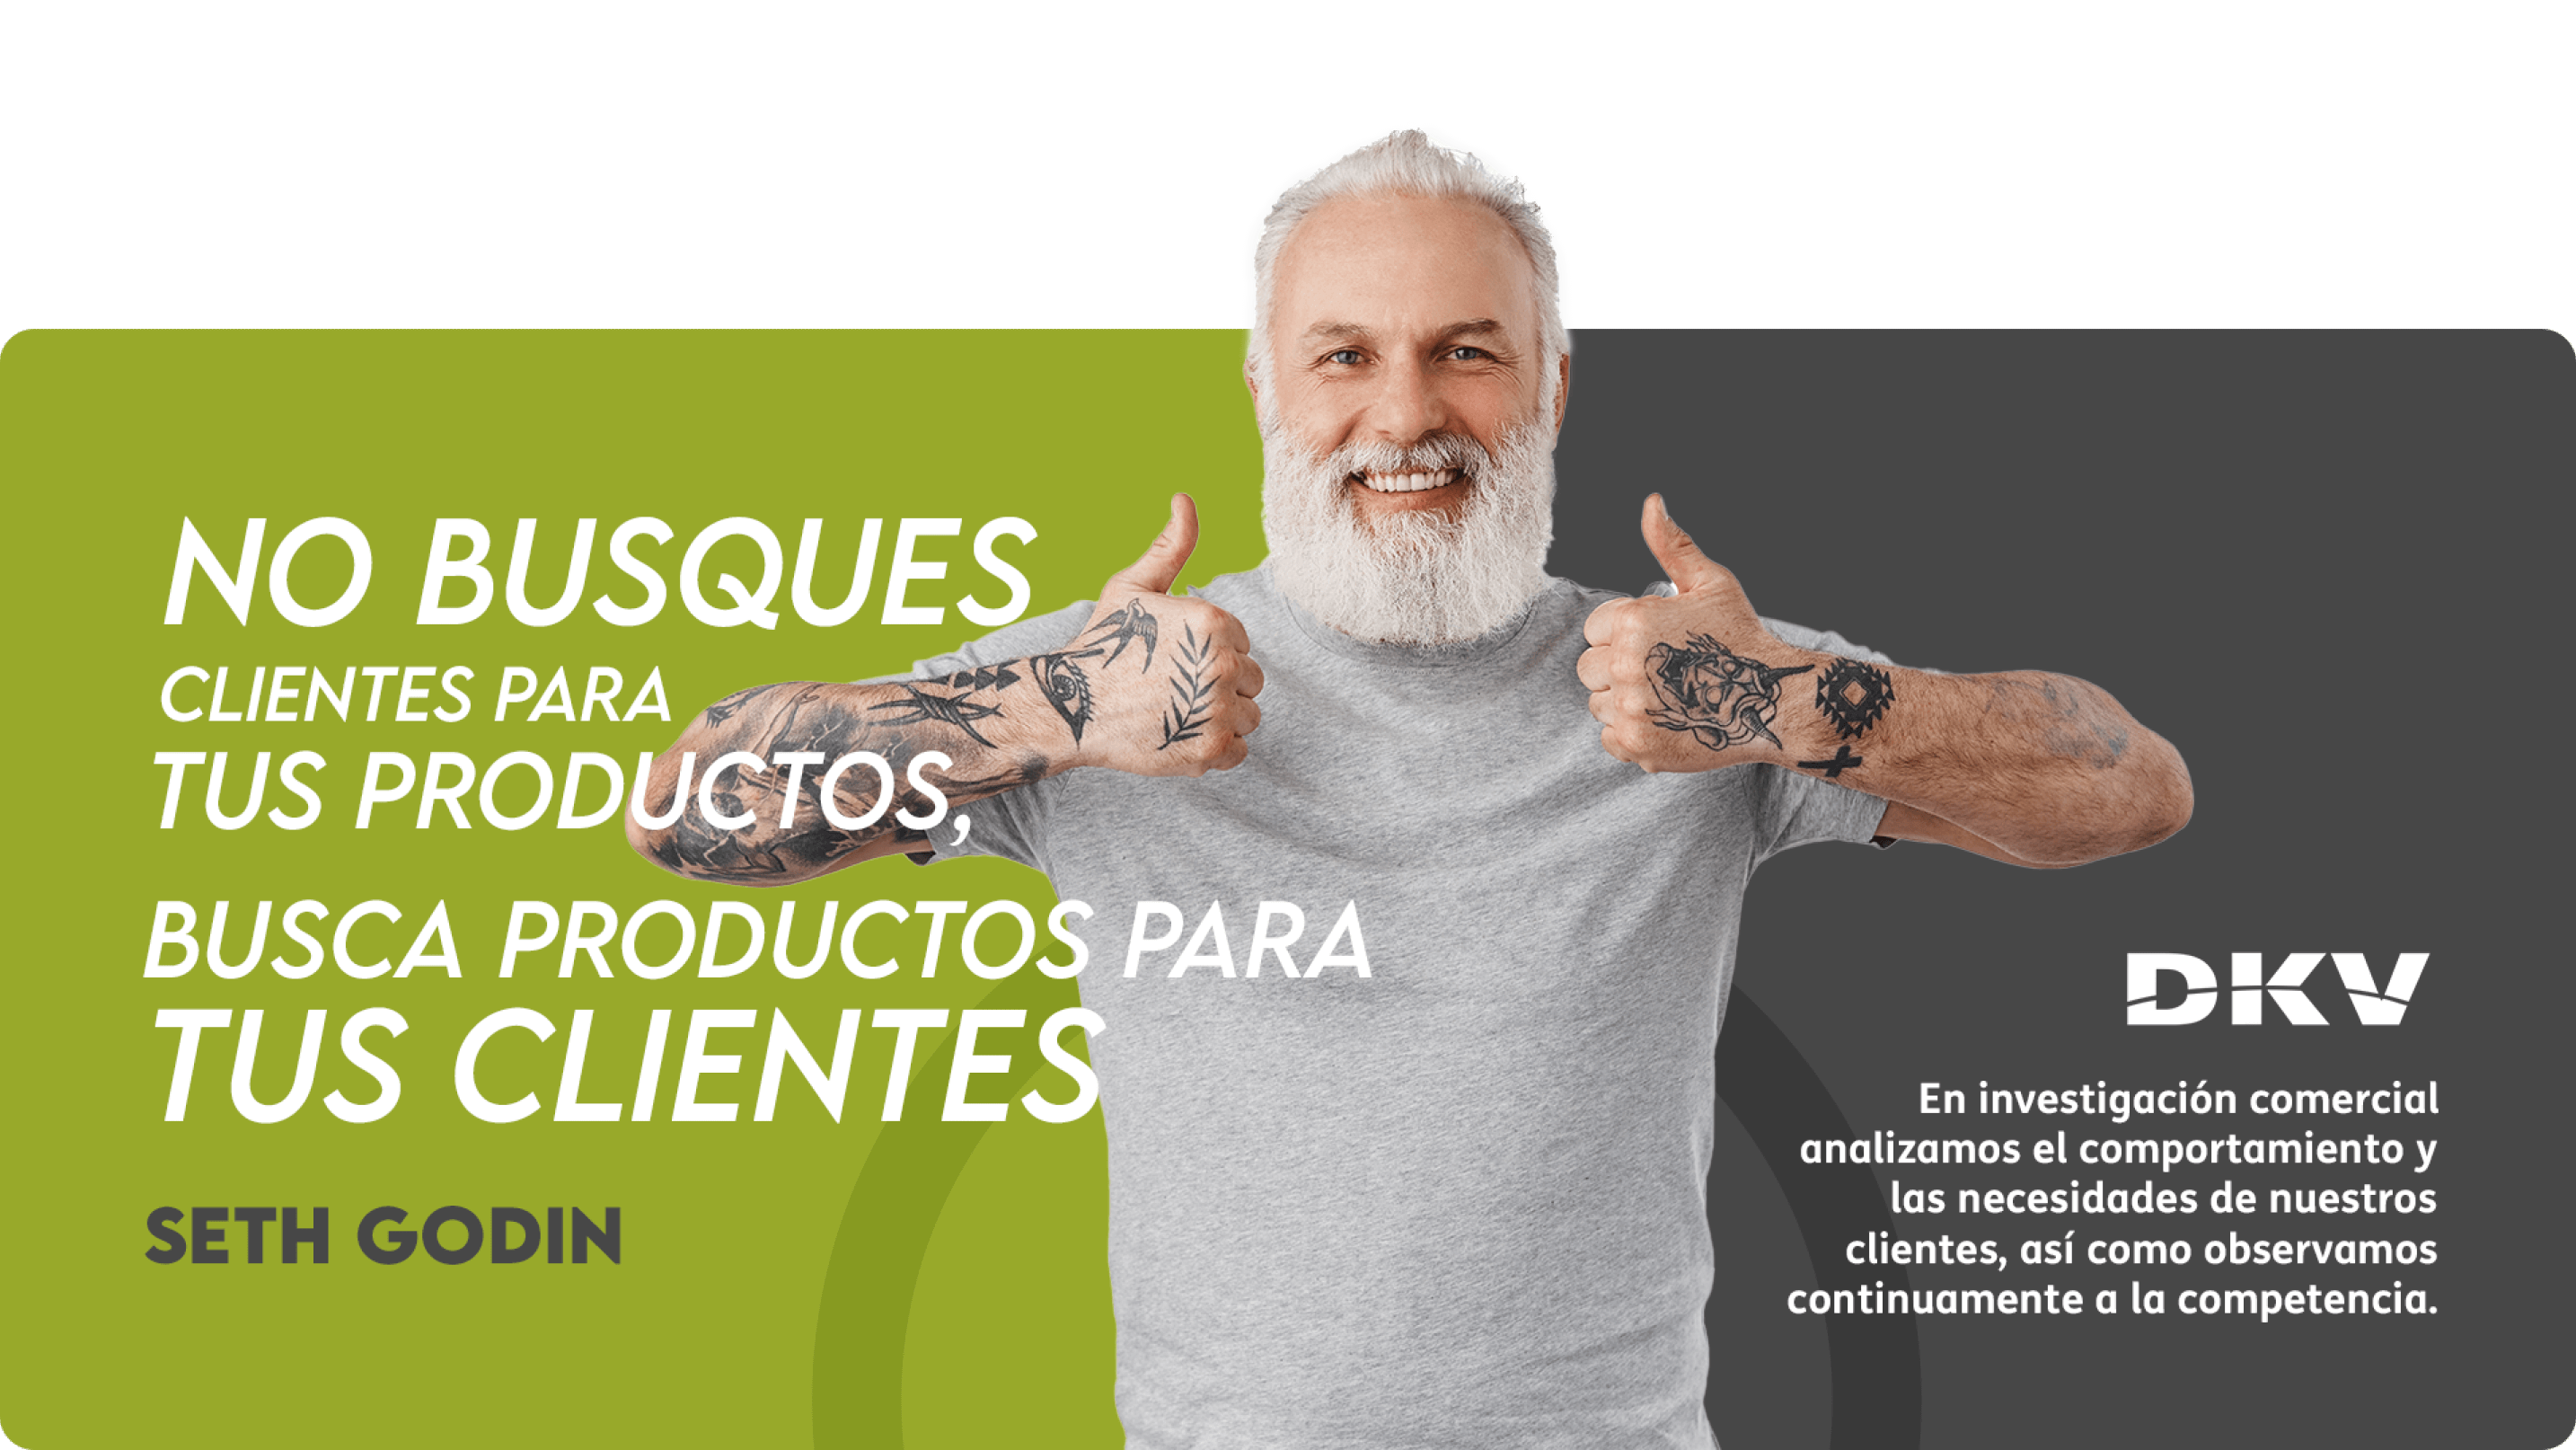 NO BUSQUES
CLIENTES PARA
TUS PRODUCTOS,
BUSCA PRODUCTOS PARA
TUS CLIENTES
SETH GODIN
DKV
En investigación comercial
analizamos el comportamiento y
las necesidades de nuestros
clientes, así como observamos
continuamente a la competencia.